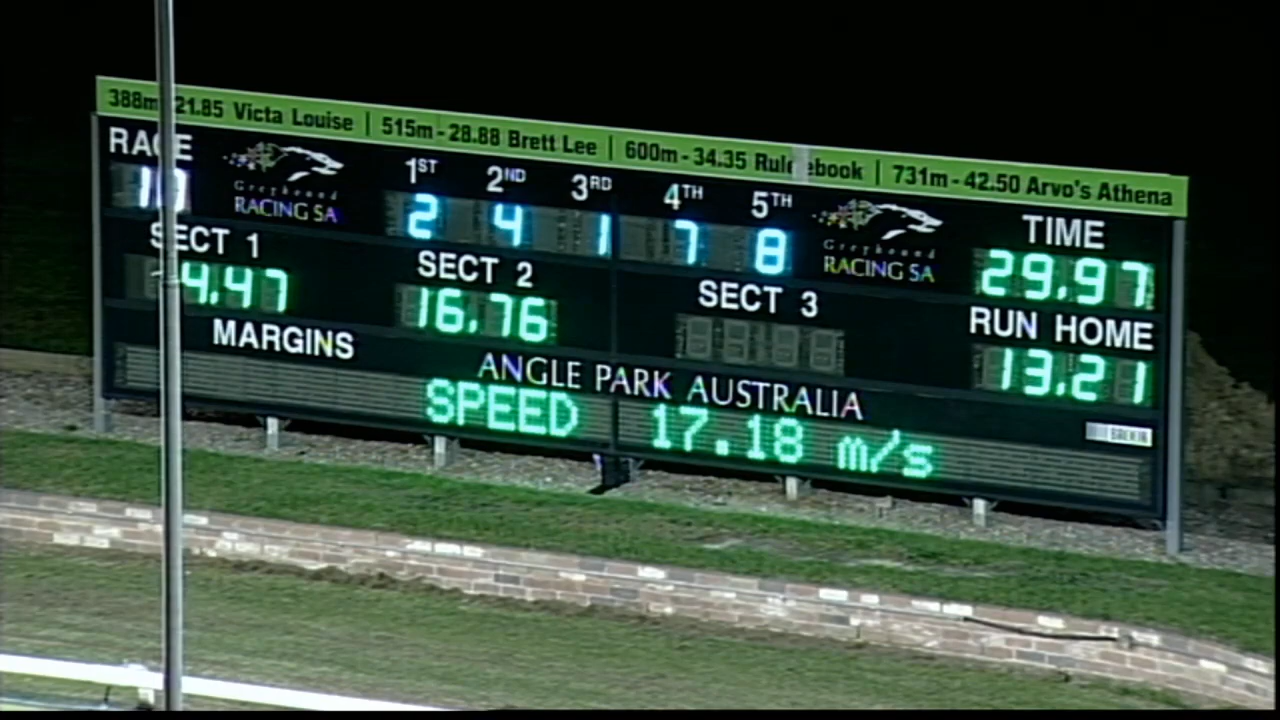 388m 21.85 Victa Louise | 515m - 28.88 Brett Lee | 600m - 34.35 Rulebook | 731m - 42.50 Arvo's Athena
RACE 1ST 2ND 3RD 4TH 5TH TIME
10 Greyhound RACING SA 2 4 1 7 8 Greyhound RACING SA 29.97
SECT 1 SECT 2 SECT 3 RUN HOME
4.47 16.76 13.21
MARGINS ANGLE PARK AUSTRALIA
SPEED 17.18 m/s